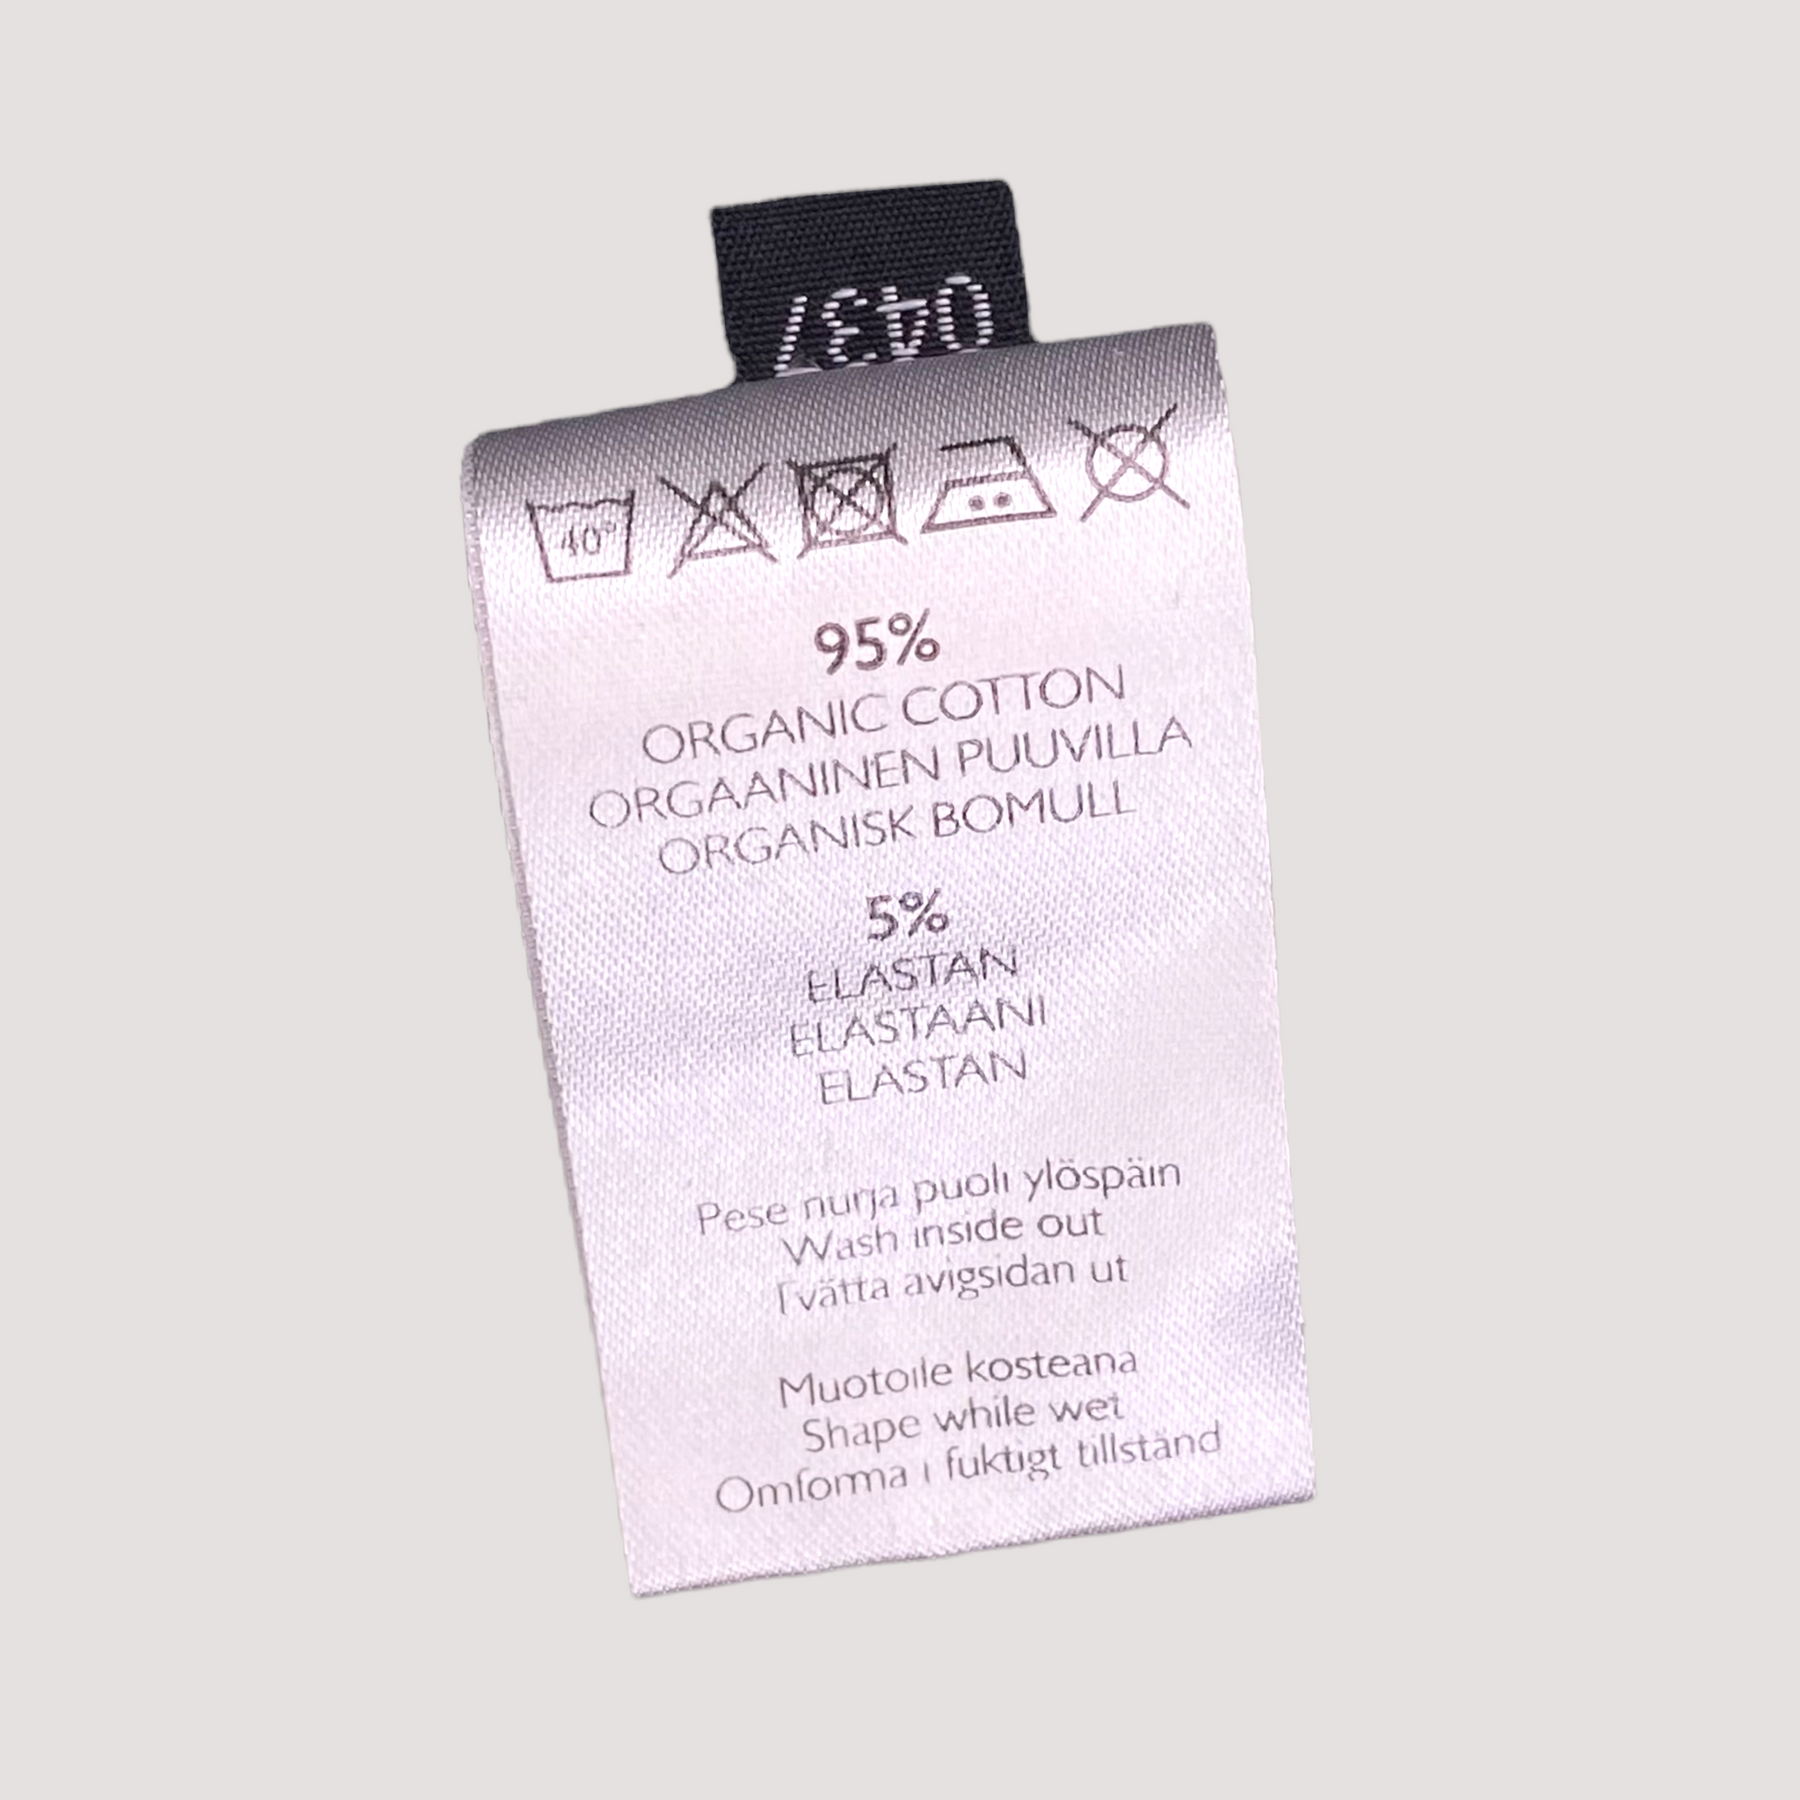 40°
95%
ORGANIC COTTON
ORGAANINEN PUUVILLA
ORGANISK BOMULL
5%
ELASTAN
ELASTAANI
ELASTAN
Pese nurja puoli ylöspäin
Wash inside out
Tvätta avigsidan ut
Muotoile kosteana
Shape while wet
Omforma i fuktigt tillstånd